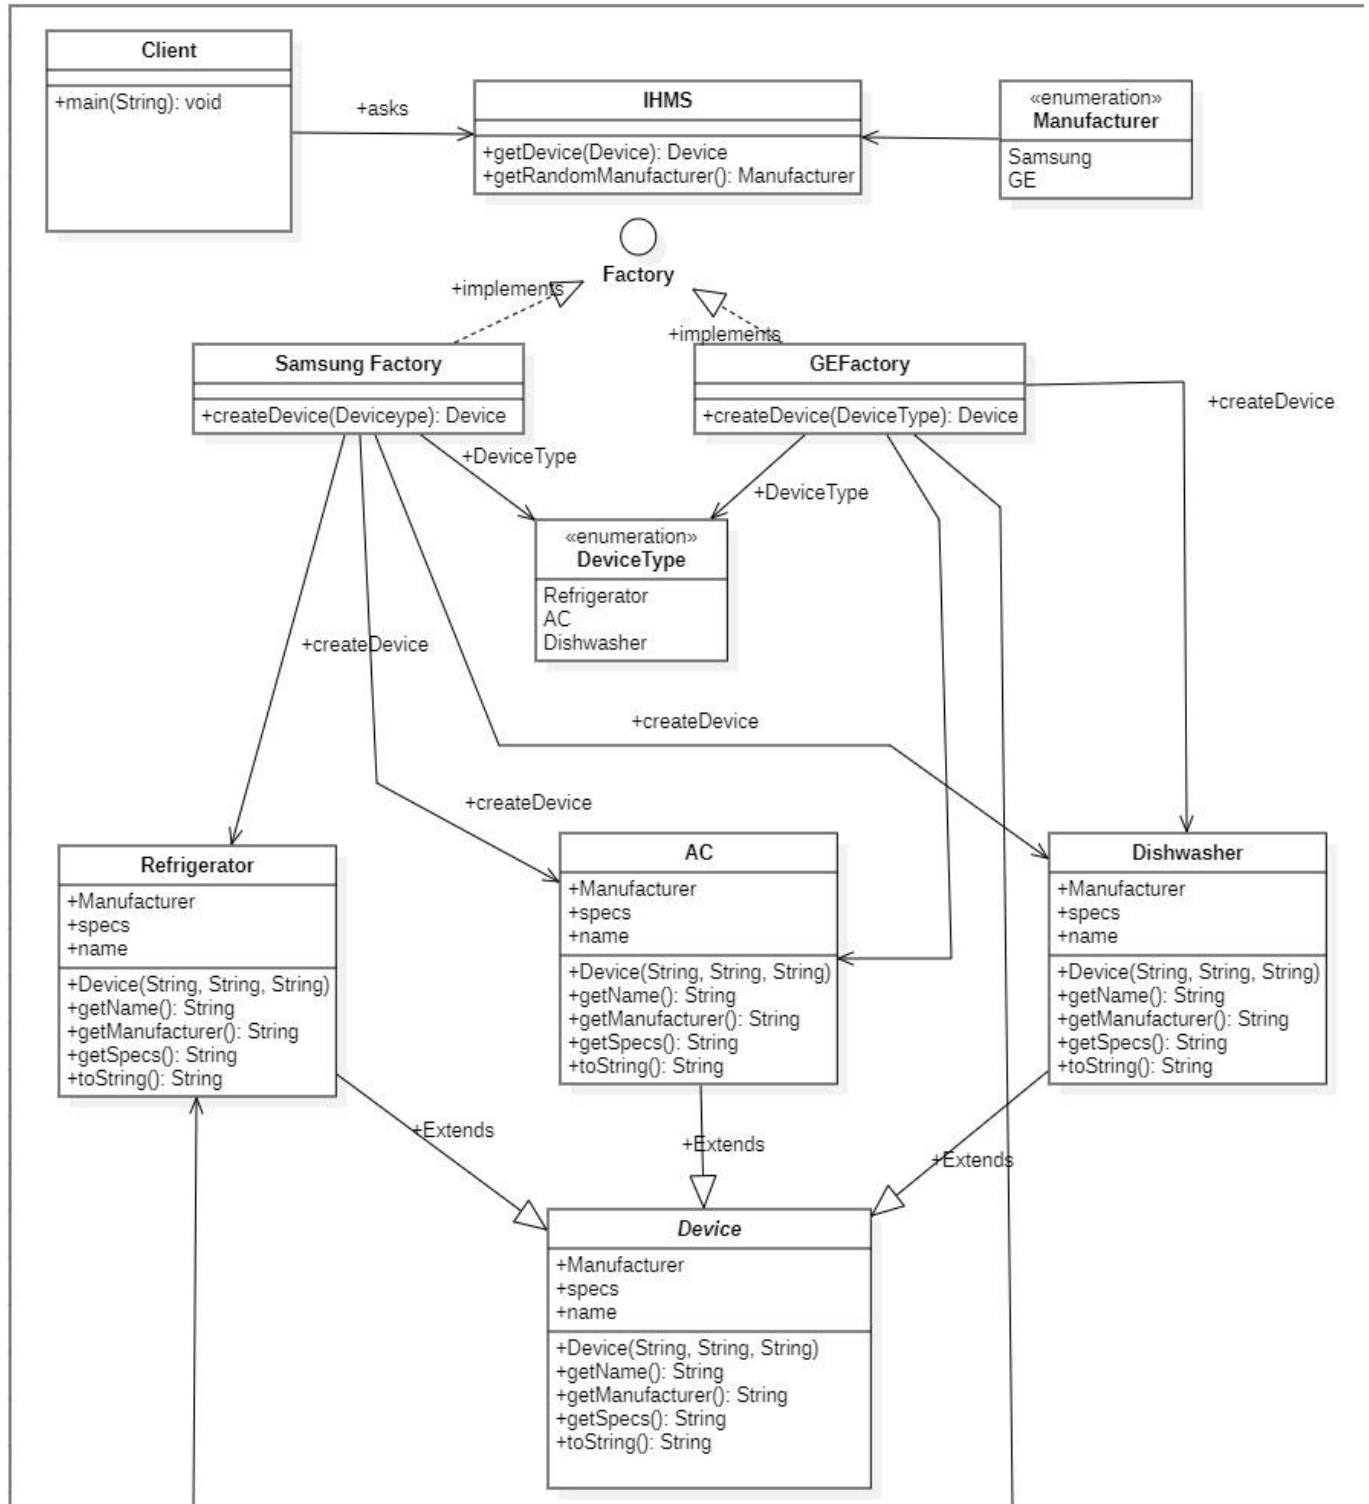 Client
+main(String): void
+asks
IHMS
+getDevice(Device): Device
+getRandomManufacturer(): Manufacturer
«enumeration»
Manufacturer
Samsung
GE
Factory
+implements
+implements
Samsung Factory
+createDevice(Deviceype): Device
GEFactory
+createDevice(DeviceType): Device
+createDevice
+DeviceType
+DeviceType
«enumeration»
DeviceType
Refrigerator
AC
Dishwasher
+createDevice
+createDevice
+createDevice
Refrigerator
+Manufacturer
+specs
+name
+Device(String, String, String)
+getName(): String
+getManufacturer(): String
+getSpecs(): String
+toString(): String
AC
+Manufacturer
+specs
+name
+Device(String, String, String)
+getName(): String
+getManufacturer(): String
+getSpecs(): String
+toString(): String
Dishwasher
+Manufacturer
+specs
+name
+Device(String, String, String)
+getName(): String
+getManufacturer(): String
+getSpecs(): String
+toString(): String
+Extends
+Extends
+Extends
Device
+Manufacturer
+specs
+name
+Device(String, String, String)
+getName(): String
+getManufacturer(): String
+getSpecs(): String
+toString(): String